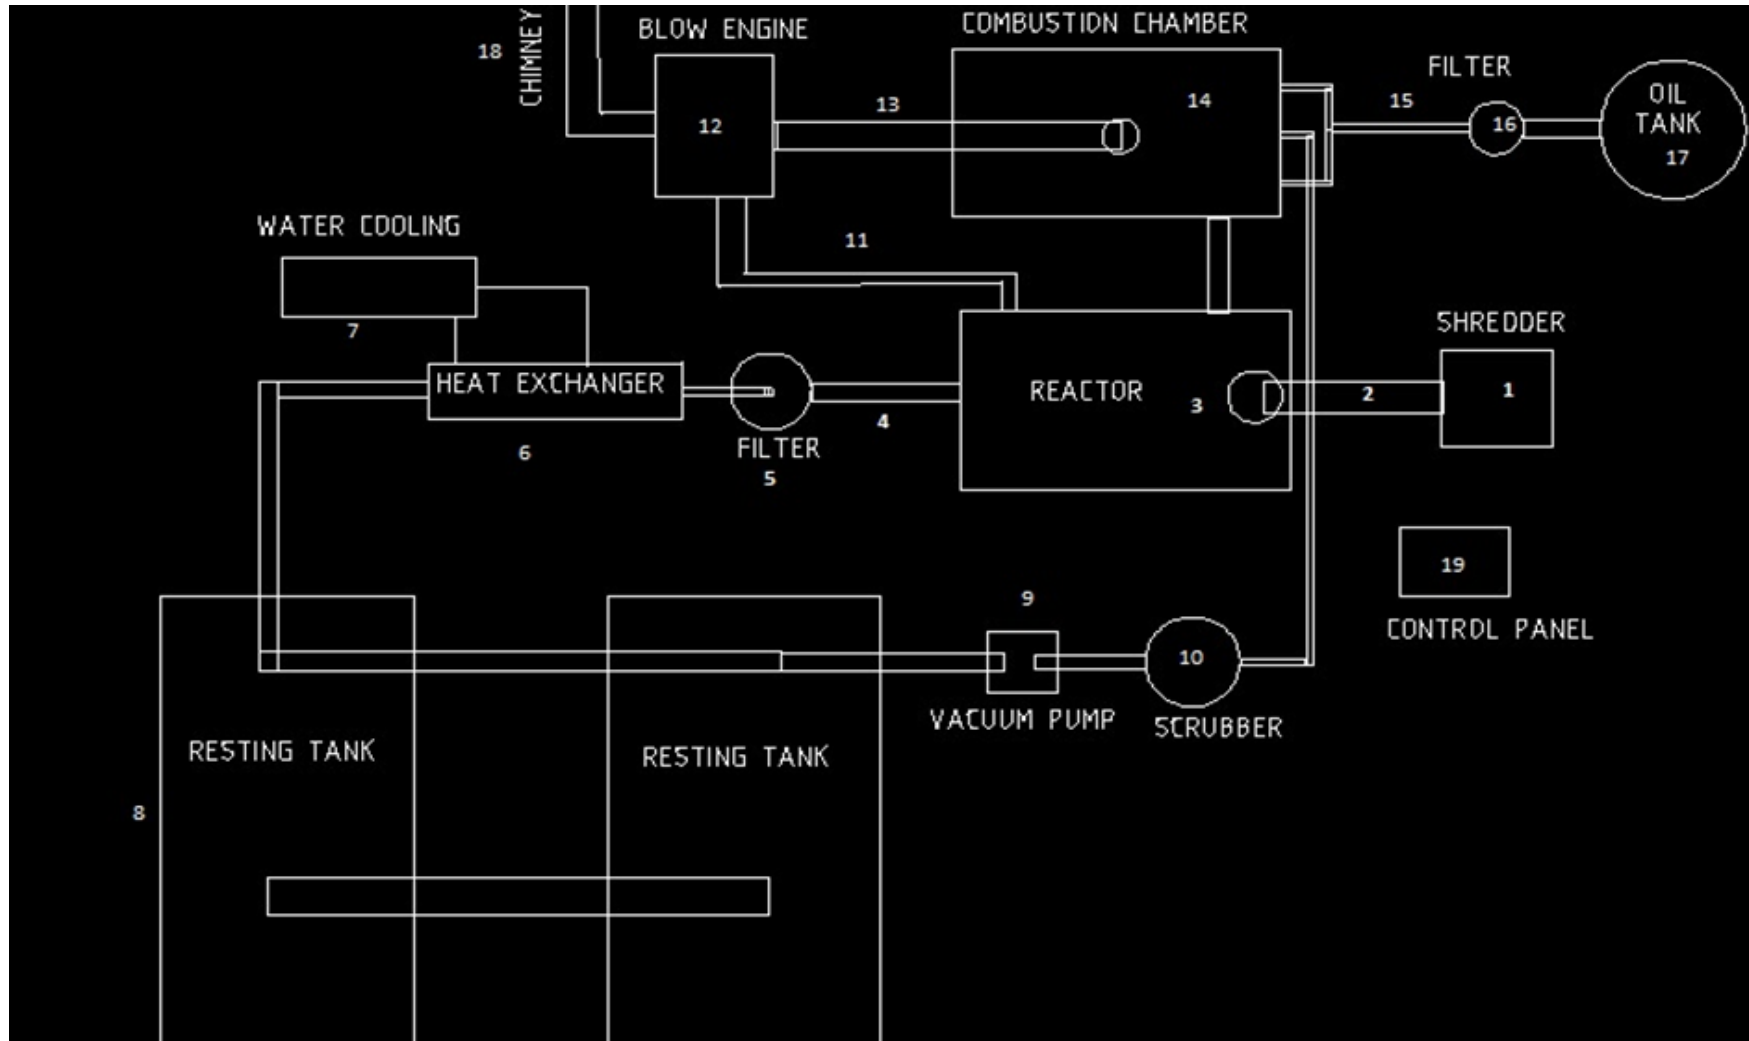 COMBUSTION CHAMBER
BLOW ENGINE
18
CHIMNEY
FILTER
OIL
TANK
17
13
14
15
16
12
WATER COOLING
11
7
SHREDDER
HEAT EXCHANGER
REACTOR
3
2
1
4
FILTER
5
6
19
CONTROL PANEL
9
10
VACUUM PUMP
SCRUBBER
RESTING TANK
RESTING TANK
8